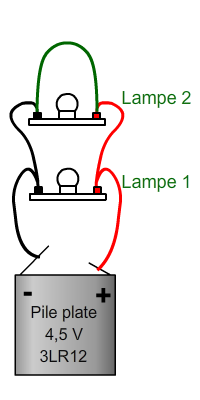 Lampe 2
Lampe 1
- +
Pile plate
4,5 V
3LR12